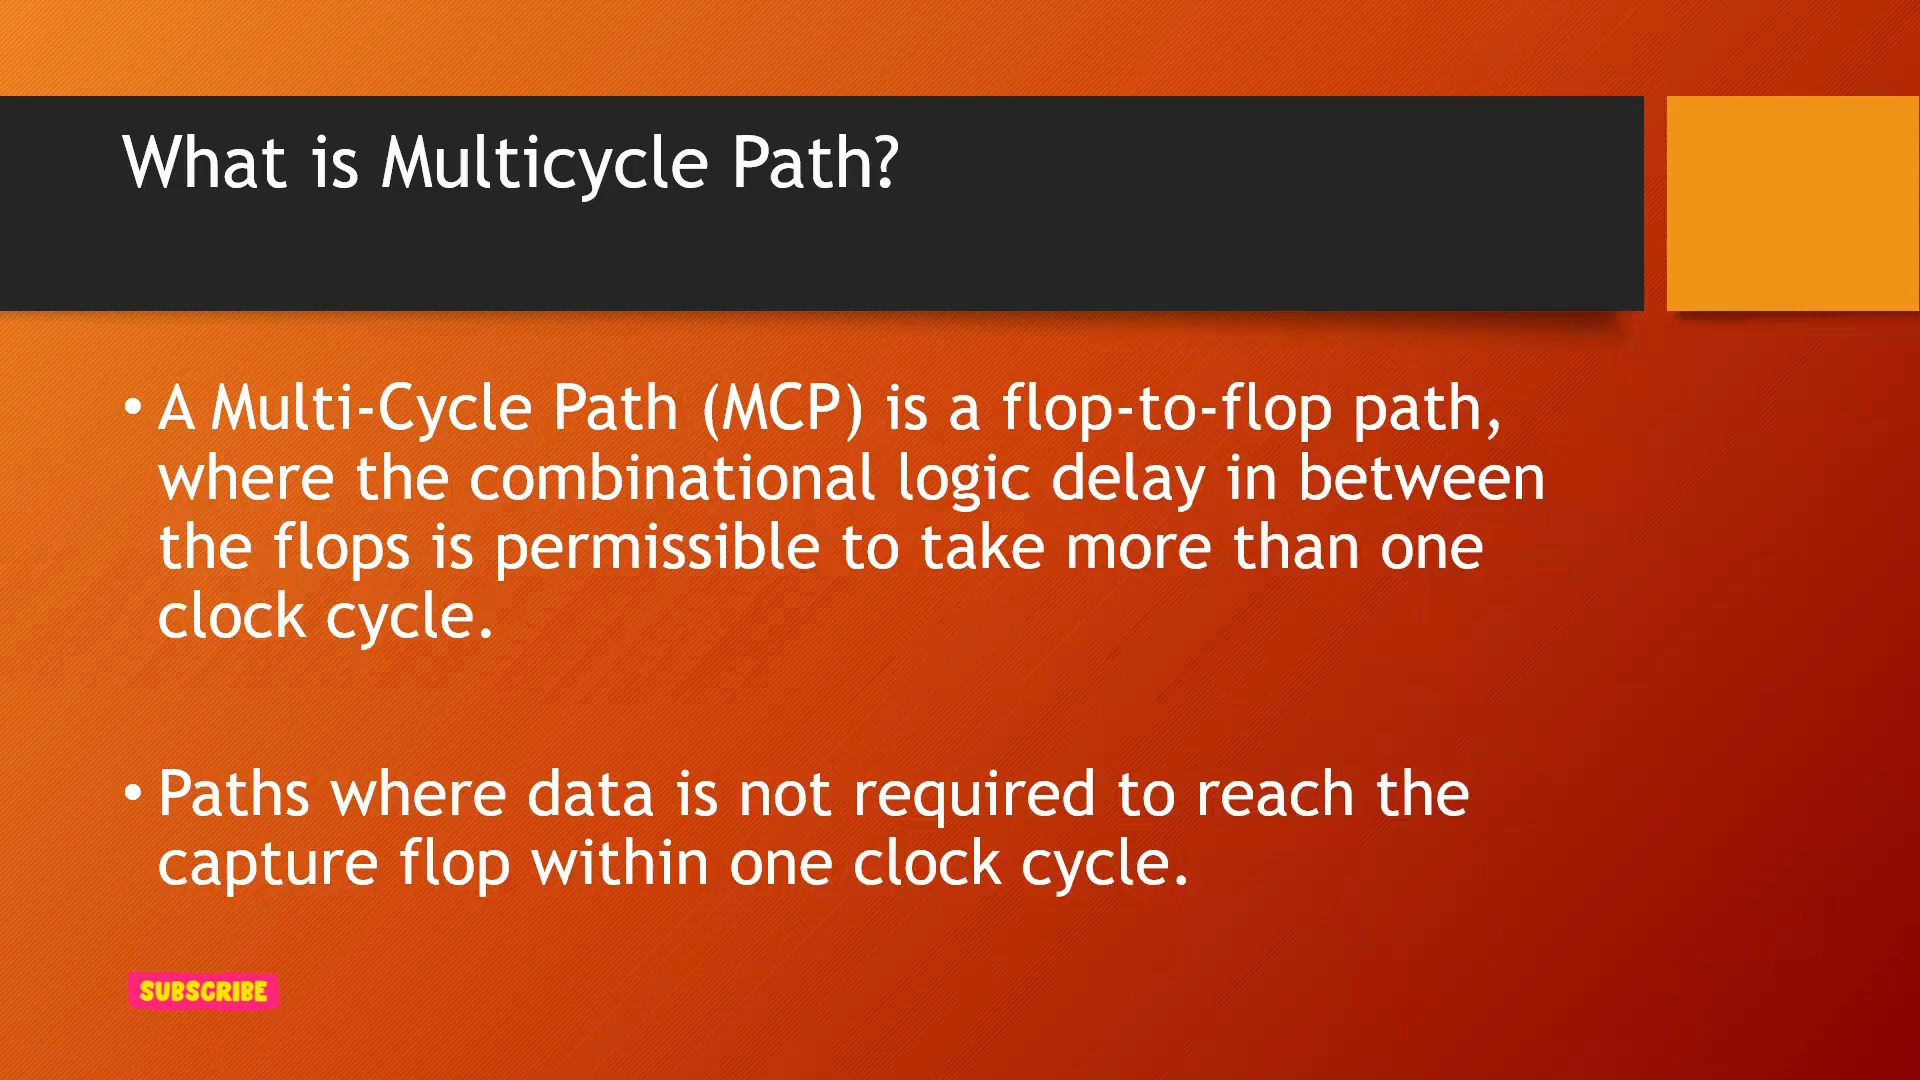 What is Multicycle Path?
• A Multi-Cycle Path (MCP) is a flop-to-flop path,
where the combinational logic delay in between
the flops is permissible to take more than one
clock cycle.
• Paths where data is not required to reach the
capture flop within one clock cycle.
SUBSCRIBE